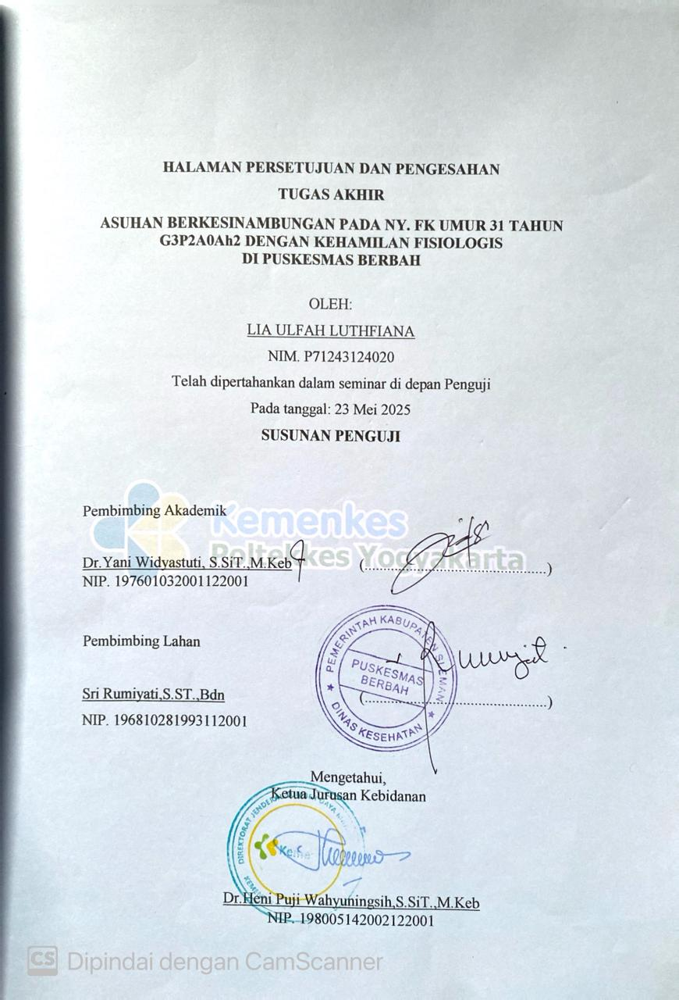 HALAMAN PERSETUJUAN DAN PENGESAHAN
TUGAS AKHIR
ASUHAN BERKESINAMBUNGAN PADA NY. FK UMUR 31 TAHUN
G3P2A0Ah2 DENGAN KEHAMILAN FISIOLOGIS
DI PUSKESMAS BERBAH
OLEH:
LIA ULFAH LUTHFIANA
NIM. P71243124020
Telah dipertahankan dalam seminar di depan Penguji
Pada tanggal: 23 Mei 2025
SUSUNAN PENGUJI
Pembimbing Akademik
Kemenkes
Poltekkes Yogyakarta
Dr.Yani Widyastuti, S.SiT.,M.Keb
(..................................................)
NIP. 197601032001122001
Pembimbing Lahan
PEMERINTAH KABUPATEN SLEMAN
PUSKESMAS
BERBAH
DINAS KESEHATAN
Sri Rumiyati,S.ST.,Bdn
(..................................................)
NIP. 196810281993112001
Mengetahui,
Ketua Jurusan Kebidanan
DIREKTORAT
Keme
Dr.Heni Puji Wahyuningsih,S.SiT.,M.Keb
NIP. 198005142002122001
CS Dipindai dengan CamScanner